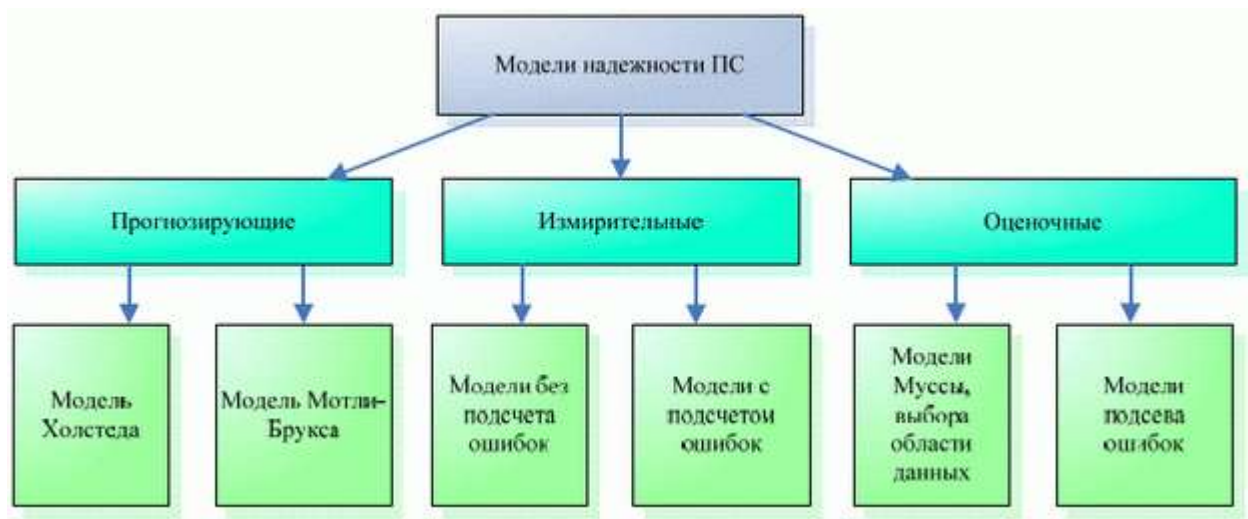 Модели надежности ПС
Прогнозирующие
Измирительные
Оценочные
Модель
Холстеда
Модель Мотли–
Брукса
Модели без
подсчета
ошибок
Модели с
подсчетом
ошибок
Модели
Муссы,
выбора
области
данных
Модели
подсева
ошибок